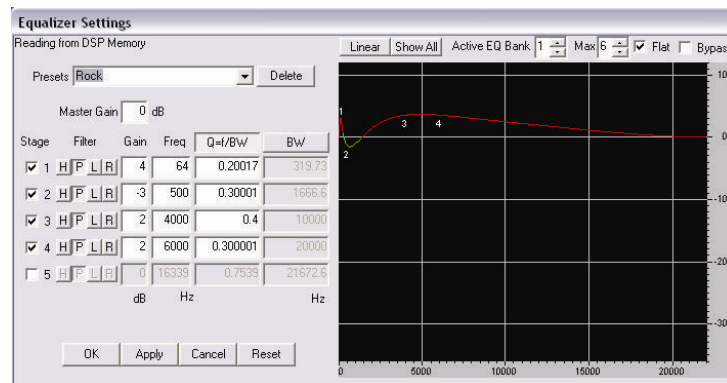 Equalizer Settings
Reading from DSP Memory
Linear Show All Active EQ Bank 1 Max 6 Flat Bypas
Presets Rock Delete
Master Gain 0 dB
Stage Filter Gain Freq Q=f/BW BW
1 H P L R 4 64 0.20017 319.73
2 H P L R -3 500 0.30001 1666.6
3 H P L R 2 4000 0.4 10000
4 H P L R 2 6000 0.300001 20000
5 H P L R 0 16339 0.7539 21672.6
dB Hz Hz
OK Apply Cancel Reset
1
3 4
2
10
0
-10
-20
-30
0 5000 10000 15000 20000